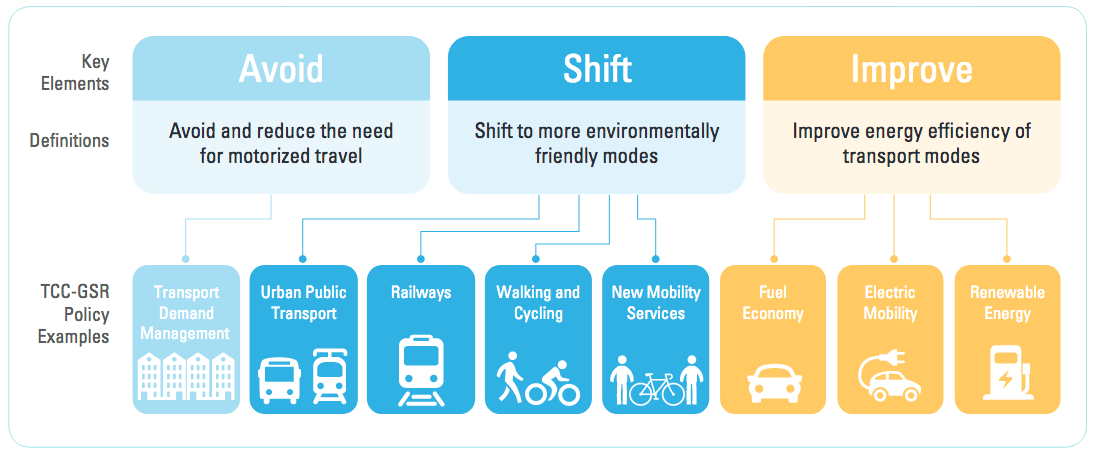 Key
Elements
Avoid
Shift
Improve
Definitions
Avoid and reduce the need
for motorized travel
Shift to more environmentally
friendly modes
Improve energy efficiency of
transport modes
TCC-GSR
Policy
Examples
Transport
Demand
Management
Urban Public
Transport
Railways
Walking and
Cycling
New Mobility
Services
Fuel
Economy
Electric
Mobility
Renewable
Energy